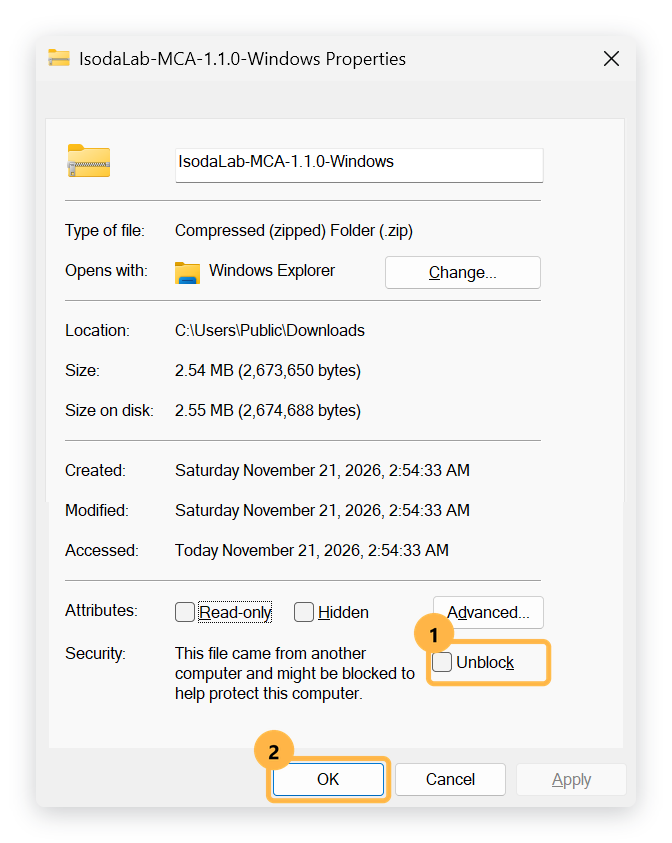 IsodaLab-MCA-1.1.0-Windows Properties
IsodaLab-MCA-1.1.0-Windows
Type of file: Compressed (zipped) Folder (.zip)
Opens with: Windows Explorer Change...
Location: C:\Users\Public\Downloads
Size: 2.54 MB (2,673,650 bytes)
Size on disk: 2.55 MB (2,674,688 bytes)
Created: Saturday November 21, 2026, 2:54:33 AM
Modified: Saturday November 21, 2026, 2:54:33 AM
Accessed: Today November 21, 2026, 2:54:33 AM
Attributes: Read-only Hidden Advanced...
1
Security: This file came from another
computer and might be blocked to
help protect this computer.
Unblock
2
OK Cancel Apply